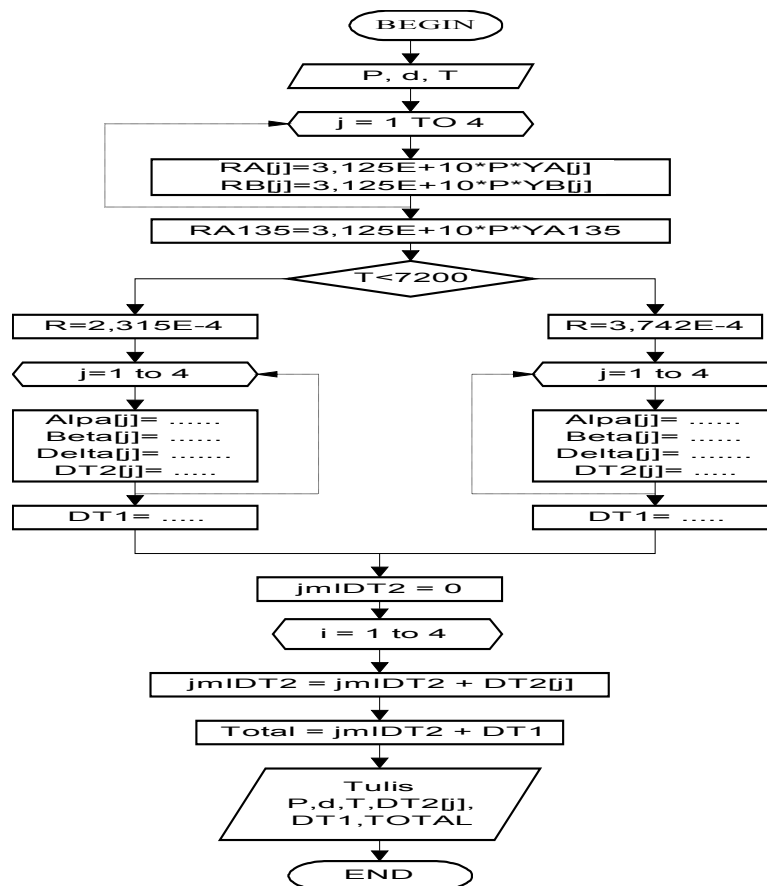 BEGIN
P, d, T
j = 1 TO 4
RA[j]=3,125E+10*P*YA[j]
RB[j]=3,125E+10*P*YB[j]
RA135=3,125E+10*P*YA135
T<7200
R=2,315E-4
j=1 to 4
Alpa[j]= ......
Beta[j]= .....
Delta[j]= .......
DT2[j]= .....
DT1= .....
R=3,742E-4
j=1 to 4
Alpa[j]= ......
Beta[j]= .....
Delta[j]= .......
DT2[j]= .....
DT1= .....
jmlDT2 = 0
i = 1 to 4
jmlDT2 = jmlDT2 + DT2[j]
Total = jmlDT2 + DT1
Tulis
P,d,T,DT2[j],
DT1,TOTAL
END